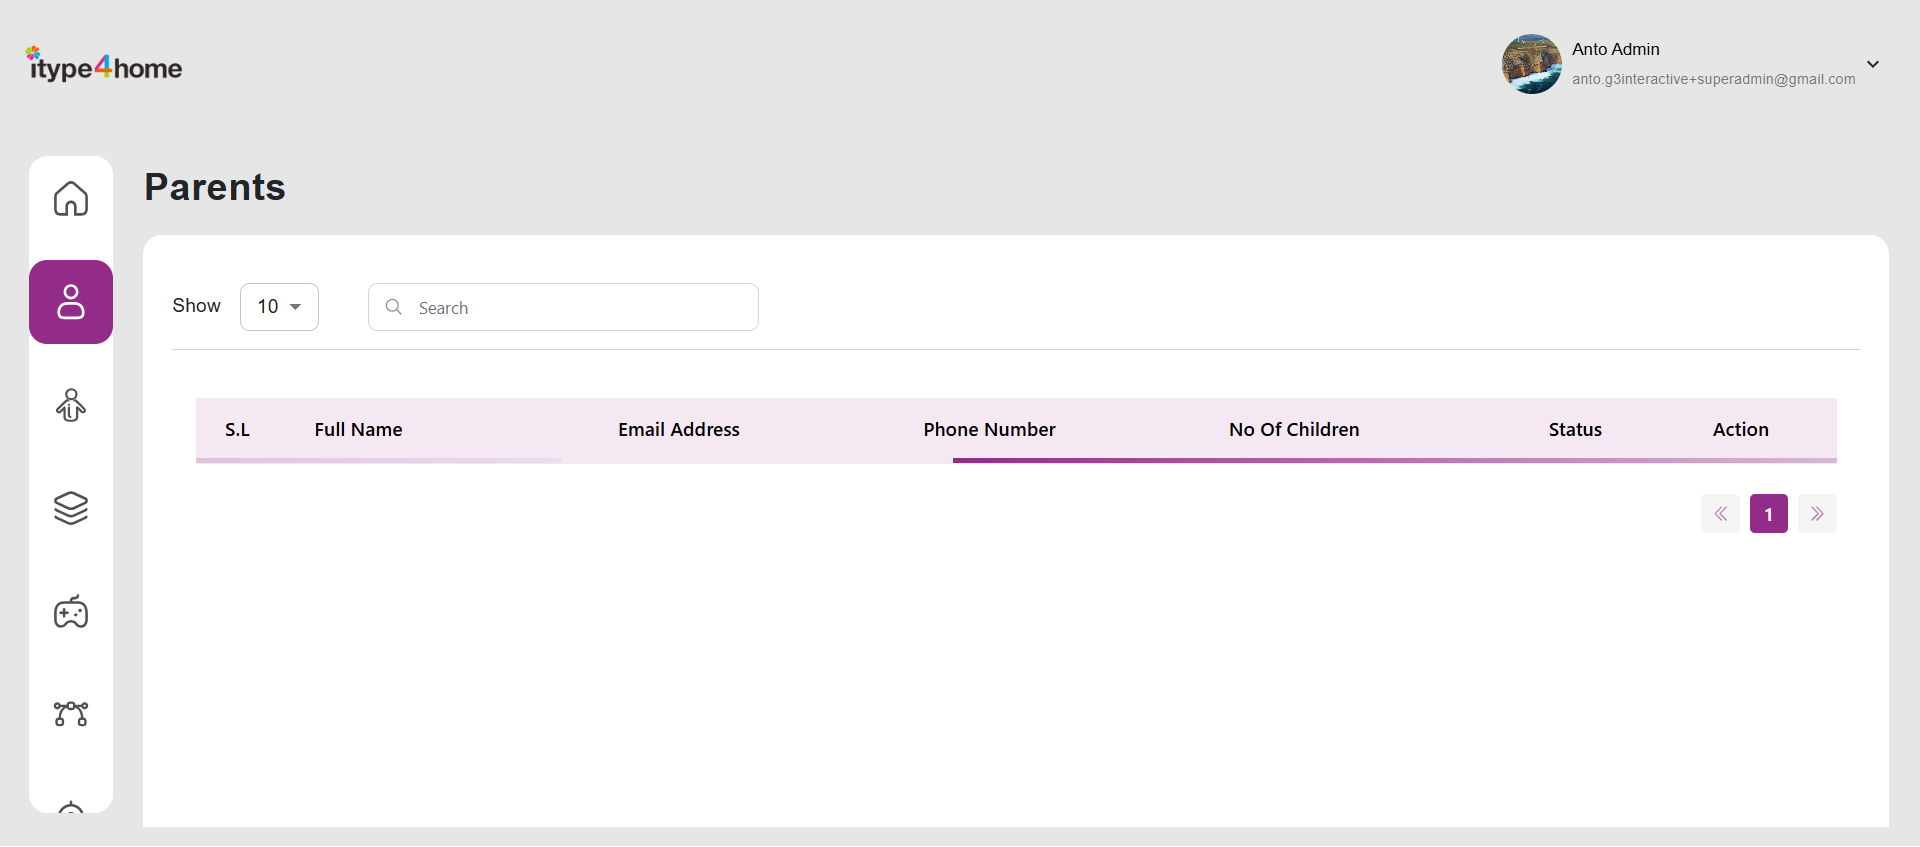 itype4home
Anto Admin
anto.g3interactive+superadmin@gmail.com
Parents
Show 10 Search
S.L Full Name Email Address Phone Number No Of Children Status Action
1